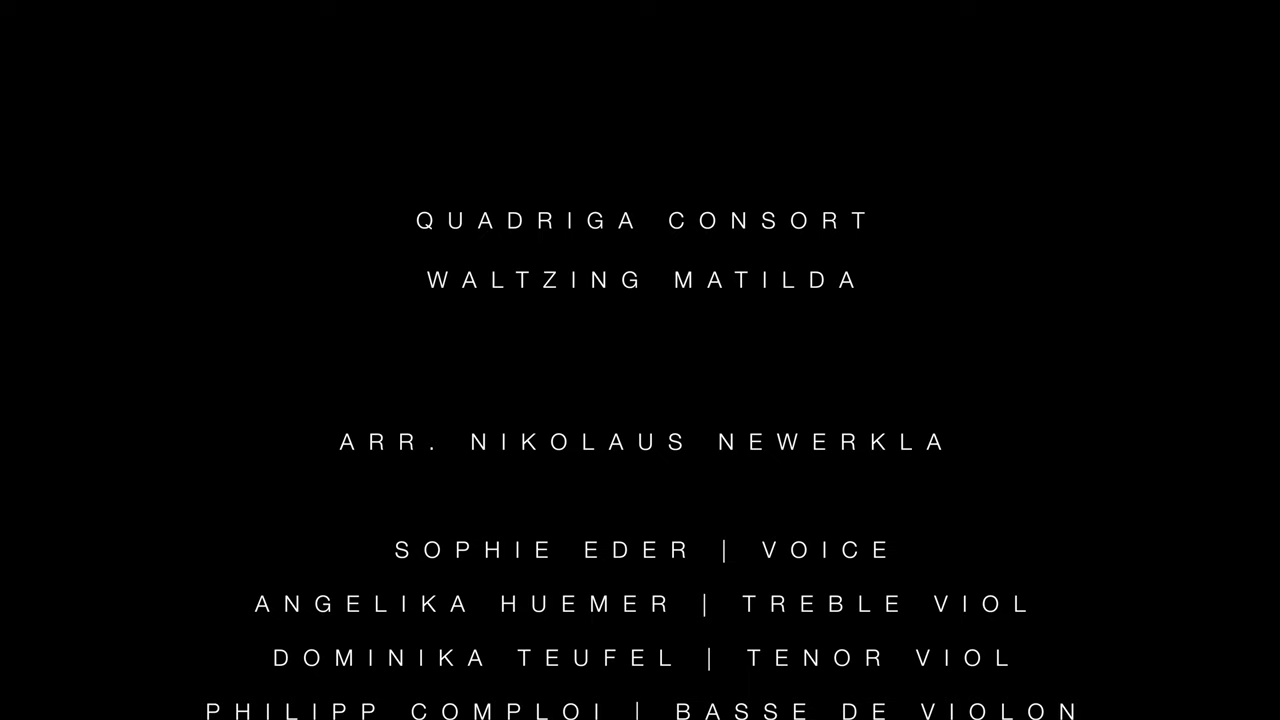 QUADRIGA CONSORT
WALTZING MATILDA
ARR. NIKOLAUS NEWERKLA
SOPHIE EDER | VOICE
ANGELIKA HUEMER | TREBLE VIOL
DOMINIKA TEUFEL | TENOR VIOL
PHILIPP COMPLOI | BASSE DE VIOLON